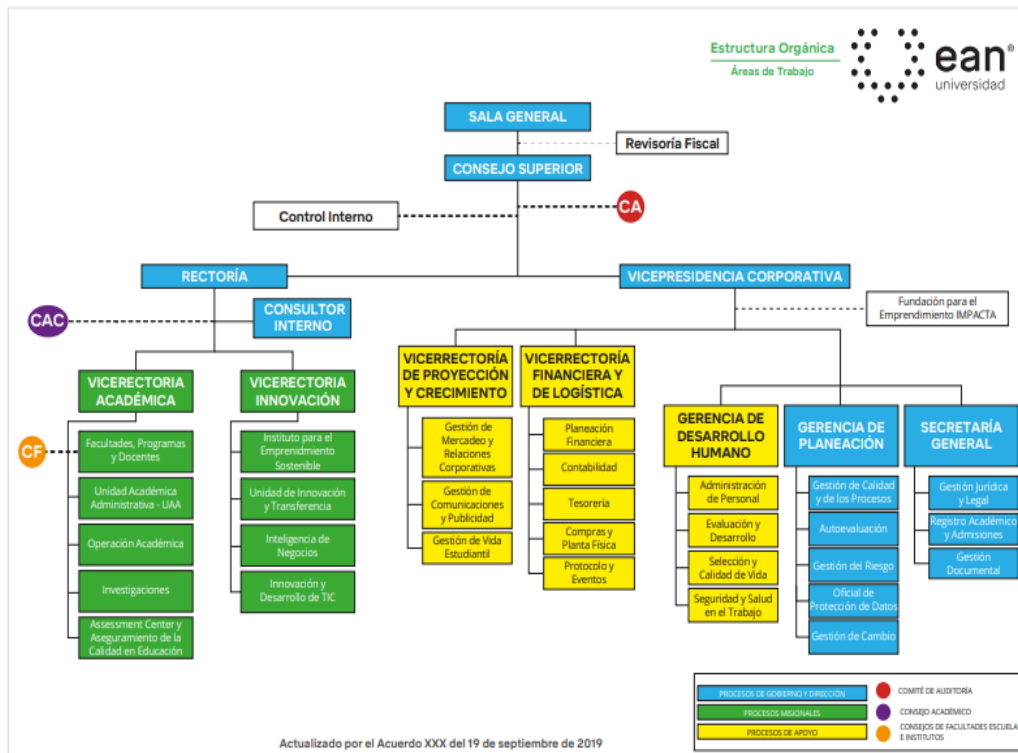 Estructura Orgánica
Áreas de Trabajo
ean®
universidad
SALA GENERAL
Revisoría Fiscal
CONSEJO SUPERIOR
CA
Control Interno
RECTORÍA
VICEPRESIDENCIA CORPORATIVA
CAC
CONSULTOR
INTERNO
Fundación para el
Emprendimiento IMPACTA
VICERECTORIA
ACADÉMICA
VICERECTORIA
INNOVACIÓN
VICERRECTORÍA
DE PROYECCIÓN
Y CRECIMIENTO
VICERRECTORÍA
FINANCIERA Y
DE LOGÍSTICA
GERENCIA DE
DESARROLLO
HUMANO
GERENCIA DE
PLANEACIÓN
SECRETARÍA
GENERAL
CF
Facultades, Programas
y Docentes
Unidad Académica
Administrativa - UAA
Operación Académica
Investigaciones
Assessment Center y
Aseguramiento de la
Calidad en Educación
Instituto para el
Emprendimiento
Sostenible
Unidad de Innovación
y Transferencia
Inteligencia de
Negocios
Innovación y
Desarrollo de TIC
Gestión de
Mercadeo y
Relaciones
Corporativas
Gestión de
Comunicaciones
y Publicidad
Gestión de Vida
Estudiantil
Planeación
Financiera
Contabilidad
Tesorería
Compras y
Planta Física
Protocolo y
Eventos
Administración
de Personal
Evaluación y
Desarrollo
Selección y
Calidad de Vida
Seguridad y Salud
en el Trabajo
Gestión de Calidad
y de los Procesos
Autoevaluación
Gestión del Riesgo
Oficial de
Protección de Datos
Gestión de Cambio
Gestión Jurídica
y Legal
Registro Académico
y Admisiones
Gestión
Documental
PROCESOS DE GOBIERNO Y DIRECCIÓN
PROCESOS MISIONALES
PROCESOS DE APOYO
COMITÉ DE AUDITORÍA
CONSEJO ACADÉMICO
CONSEJOS DE FACULTADES ESCUELA
E INSTITUTOS
Actualizado por el Acuerdo XXX del 19 de septiembre de 2019